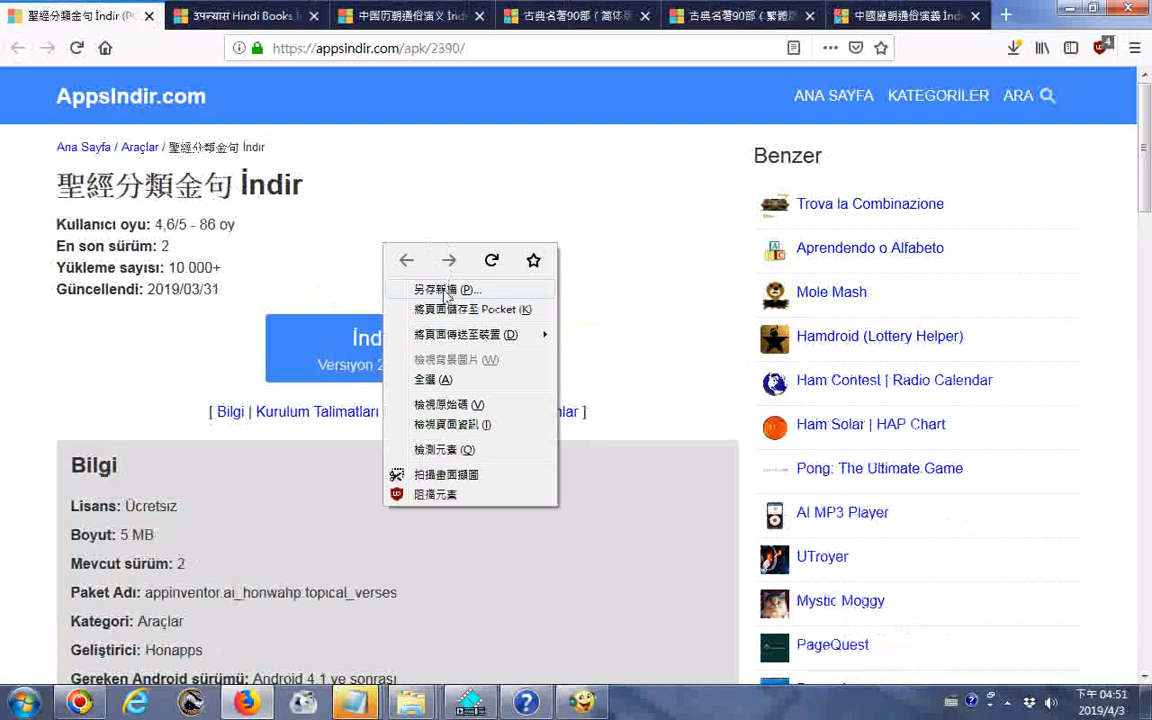 聖經分類金句 İndir (PC
उपन्यास Hindi Books
中国历朝通俗演义 İnd
古典名著90部（简体版
古典名著90部（繁體版
中國歷朝通俗演義 İnd
https://appsindir.com/apk/2390/
4
AppsIndir.com
ANA SAYFA KATEGORİLER ARA
Ana Sayfa / Araçlar / 聖經分類金句 İndir
聖經分類金句 İndir
Kullanıcı oyu: 4,6/5 - 86 oy
En son sürüm: 2
Yükleme sayısı: 10 000+
Güncellendi: 2019/03/31
另存新檔 (P)...
將頁面儲存至 Pocket (K)
將頁面傳送至裝置 (D)
檢視背景圖片 (W)
全選 (A)
檢視原始碼 (V)
檢視頁面資訊 (I)
檢測元素 (Q)
拍攝畫面擷圖
阻擋元素
İnd
Versiyon 2
[ Bilgi | Kurulum Talimatları
nlar ]
Bilgi
Lisans: Ücretsiz
Boyut: 5 MB
Mevcut sürüm: 2
Paket Adı: appinventor.ai_honwahp.topical_verses
Kategori: Araçlar
Geliştirici: Honapps
Gereken Android sürümü: Android 4.1 ve sonrası
Benzer
Trova la Combinazione
Aprendendo o Alfabeto
Mole Mash
Hamdroid (Lottery Helper)
Ham Contest | Radio Calendar
Ham Solar | HAP Chart
Pong: The Ultimate Game
AI MP3 Player
UTroyer
Mystic Moggy
PageQuest
下午 04:51
2019/4/3